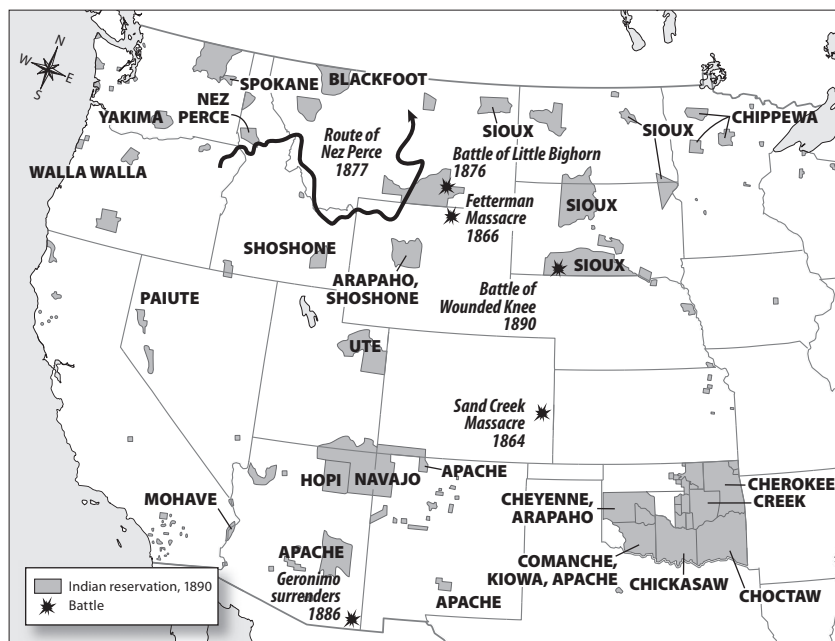 N
W
E
S
SPOKANE
BLACKFOOT
NEZ
PERCE
YAKIMA
CHIPPEWA
SIOUX
SIOUX
Route of
Nez Perce
1877
Battle of Little Bighorn
1876
WALLA WALLA
Fetterman
Massacre
1866
SIOUX
SHOSHONE
ARAPAHO,
SHOSHONE
SIOUX
Battle of
Wounded Knee
1890
PAIUTE
UTE
Sand Creek
Massacre
1864
HOPI
NAVAJO
APACHE
CHEROKEE
CREEK
CHEYENNE,
ARAPAHO
MOHAVE
APACHE
COMANCHE,
KIOWA, APACHE
CHICKASAW
CHOCTAW
Geronimo
surrenders
1886
APACHE
Indian reservation, 1890
Battle